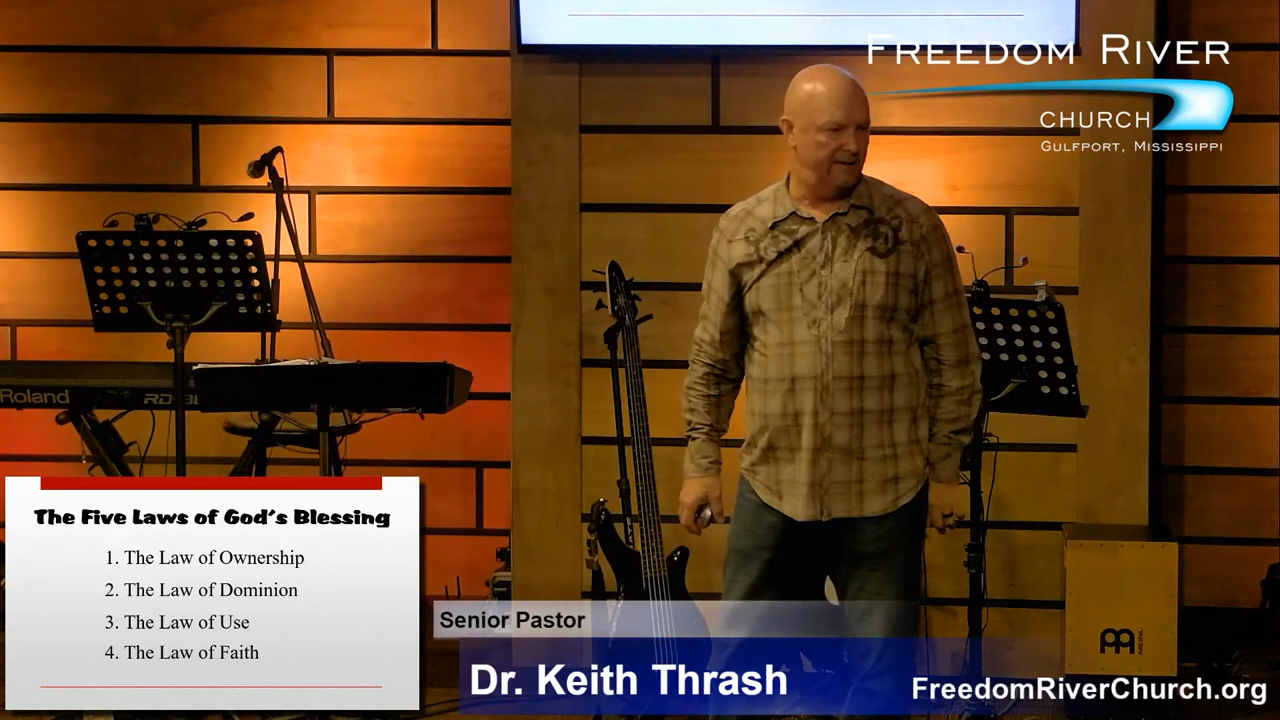 FREEDOM RIVER
CHURCH
GULFPORT, MISSISSIPPI
Roland
The Five Laws of God's Blessing
1. The Law of Ownership
2. The Law of Dominion
3. The Law of Use
4. The Law of Faith
MEINL
Senior Pastor
Dr. Keith Thrash
FreedomRiverChurch.org